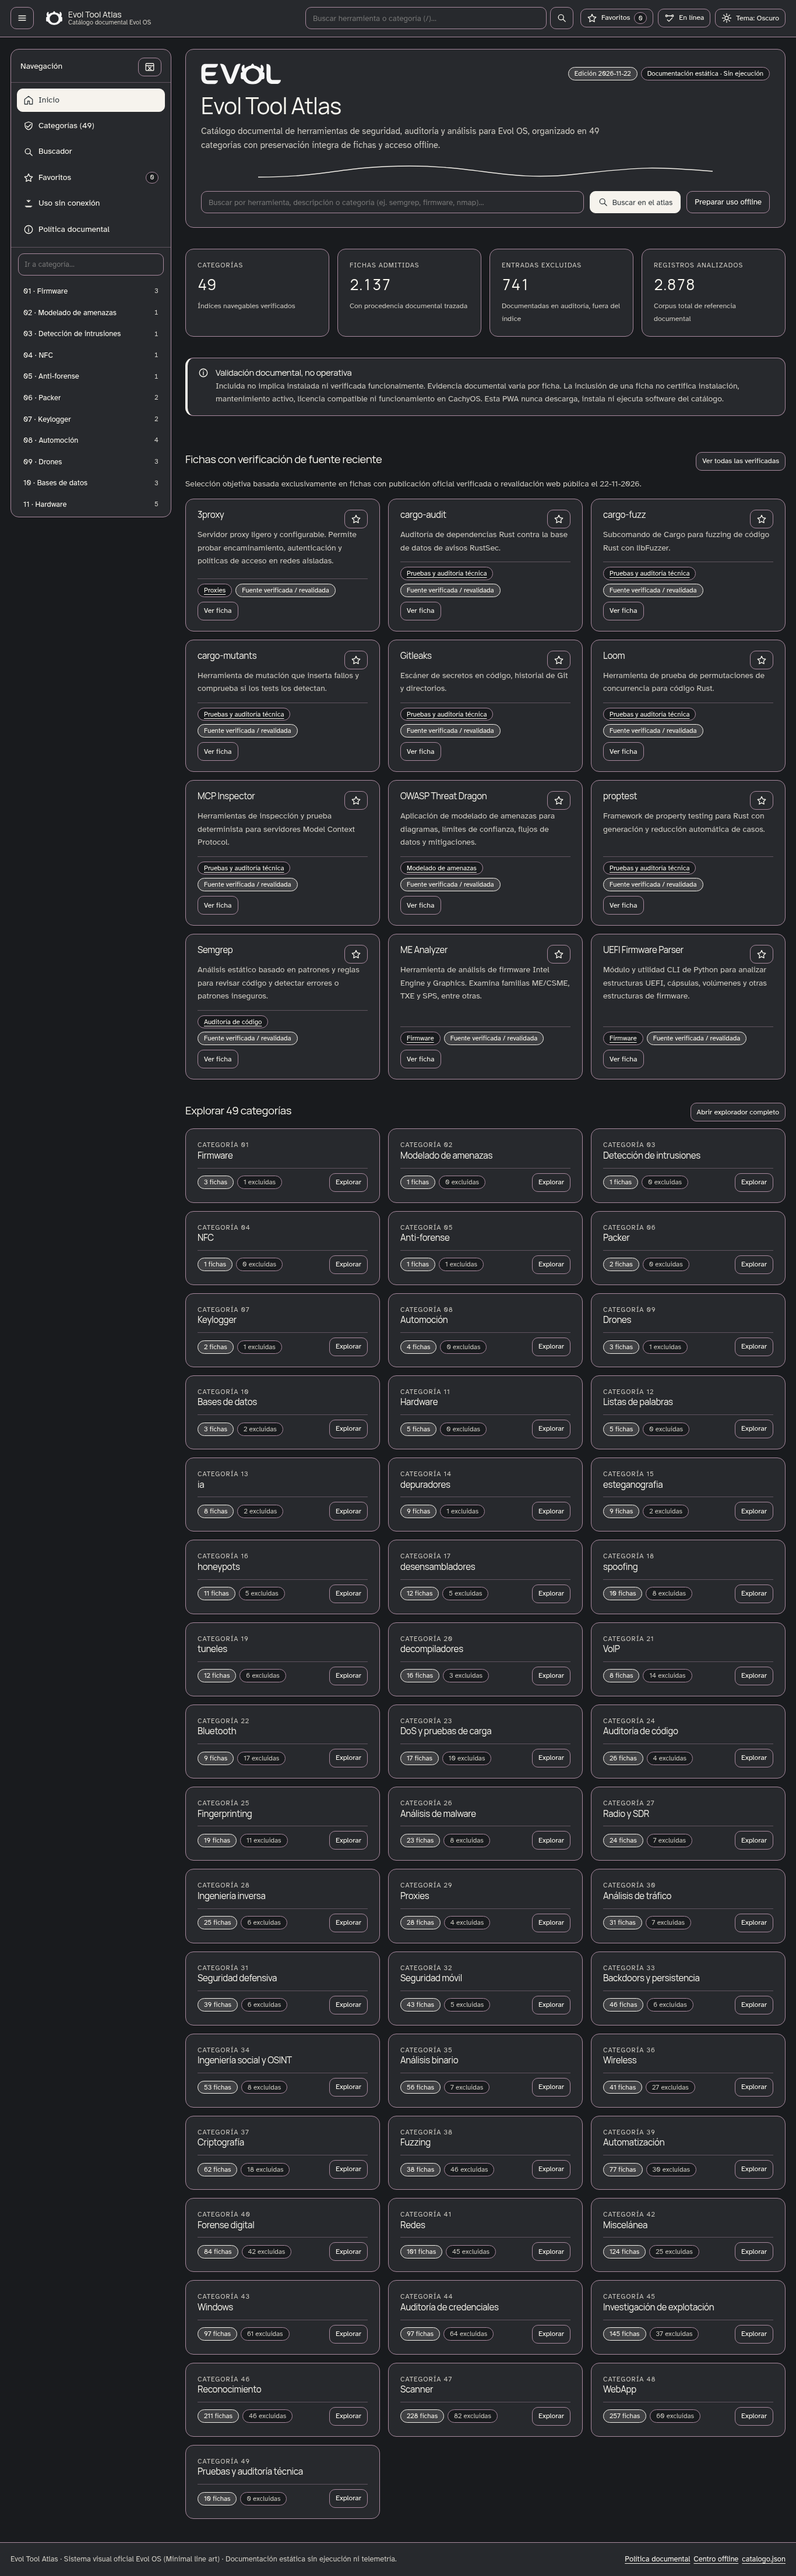 Evol Tool Atlas
Catálogo documental Evol OS
Buscar herramienta o categoría (/)...
Favoritos 0
En línea
Tema: Oscuro
Navegación
Inicio
Categorías (49)
Buscador
Favoritos 0
Uso sin conexión
Política documental
Ir a categoría...
01 · Firmware 3
02 · Modelado de amenazas 1
03 · Detección de intrusiones 1
04 · NFC 1
05 · Anti-forense 1
06 · Packer 2
07 · Keylogger 2
08 · Automoción 4
09 · Drones 3
10 · Bases de datos 3
11 · Hardware 5
EVOL
Edición 2026-11-22
Documentación estática · Sin ejecución
Evol Tool Atlas
Catálogo documental de herramientas de seguridad, auditoría y análisis para Evol OS, organizado en 49
categorías con preservación íntegra de fichas y acceso offline.
Buscar por herramienta, descripción o categoría (ej. semgrep, firmware, nmap)...
Buscar en el atlas
Preparar uso offline
CATEGORÍAS
49
Índices navegables verificados
FICHAS ADMITIDAS
2.137
Con procedencia documental trazada
ENTRADAS EXCLUIDAS
741
Documentadas en auditoría, fuera del
índice
REGISTROS ANALIZADOS
2.878
Corpus total de referencia
documental
Validación documental, no operativa
Incluida no implica instalada ni verificada funcionalmente. Evidencia documental varía por ficha. La inclusión de una ficha no certifica instalación,
mantenimiento activo, licencia compatible ni funcionamiento en CachyOS. Esta PWA nunca descarga, instala ni ejecuta software del catálogo.
Fichas con verificación de fuente reciente
Ver todas las verificadas
Selección objetiva basada exclusivamente en fichas con publicación oficial verificada o revalidación web pública el 22-11-2026.
3proxy
Servidor proxy ligero y configurable. Permite
probar encaminamiento, autenticación y
políticas de acceso en redes aisladas.
Proxies
Fuente verificada / revalidada
Ver ficha
cargo-audit
Auditoría de dependencias Rust contra la base
de datos de avisos RustSec.
Pruebas y auditoría técnica
Fuente verificada / revalidada
Ver ficha
cargo-fuzz
Subcomando de Cargo para fuzzing de código
Rust con libFuzzer.
Pruebas y auditoría técnica
Fuente verificada / revalidada
Ver ficha
cargo-mutants
Herramienta de mutación que inserta fallos y
comprueba si los tests los detectan.
Pruebas y auditoría técnica
Fuente verificada / revalidada
Ver ficha
Gitleaks
Escáner de secretos en código, historial de Git
y directorios.
Pruebas y auditoría técnica
Fuente verificada / revalidada
Ver ficha
Loom
Herramienta de prueba de permutaciones de
concurrencia para código Rust.
Pruebas y auditoría técnica
Fuente verificada / revalidada
Ver ficha
MCP Inspector
Herramientas de inspección y prueba
determinista para servidores Model Context
Protocol.
Pruebas y auditoría técnica
Fuente verificada / revalidada
Ver ficha
OWASP Threat Dragon
Aplicación de modelado de amenazas para
diagramas, límites de confianza, flujos de
datos y mitigaciones.
Modelado de amenazas
Fuente verificada / revalidada
Ver ficha
proptest
Framework de property testing para Rust con
generación y reducción automática de casos.
Pruebas y auditoría técnica
Fuente verificada / revalidada
Ver ficha
Semgrep
Análisis estático basado en patrones y reglas
para revisar código y detectar errores o
patrones inseguros.
Auditoría de código
Fuente verificada / revalidada
Ver ficha
ME Analyzer
Herramienta de análisis de firmware Intel
Engine y Graphics. Examina familias ME/CSME,
TXE y SPS, entre otras.
Firmware
Fuente verificada / revalidada
Ver ficha
UEFI Firmware Parser
Módulo y utilidad CLI de Python para analizar
estructuras UEFI, cápsulas, volúmenes y otras
estructuras de firmware.
Firmware
Fuente verificada / revalidada
Ver ficha
Explorar 49 categorías
Abrir explorador completo
CATEGORÍA 01
Firmware
3 fichas 1 excluidas Explorar
CATEGORÍA 02
Modelado de amenazas
1 fichas 0 excluidas Explorar
CATEGORÍA 03
Detección de intrusiones
1 fichas 0 excluidas Explorar
CATEGORÍA 04
NFC
1 fichas 0 excluidas Explorar
CATEGORÍA 05
Anti-forense
1 fichas 1 excluidas Explorar
CATEGORÍA 06
Packer
2 fichas 0 excluidas Explorar
CATEGORÍA 07
Keylogger
2 fichas 1 excluidas Explorar
CATEGORÍA 08
Automoción
4 fichas 0 excluidas Explorar
CATEGORÍA 09
Drones
3 fichas 1 excluidas Explorar
CATEGORÍA 10
Bases de datos
3 fichas 2 excluidas Explorar
CATEGORÍA 11
Hardware
5 fichas 0 excluidas Explorar
CATEGORÍA 12
Listas de palabras
5 fichas 0 excluidas Explorar
CATEGORÍA 13
ia
8 fichas 2 excluidas Explorar
CATEGORÍA 14
depuradores
9 fichas 1 excluidas Explorar
CATEGORÍA 15
esteganografia
9 fichas 2 excluidas Explorar
CATEGORÍA 16
honeypots
11 fichas 5 excluidas Explorar
CATEGORÍA 17
desensambladores
12 fichas 5 excluidas Explorar
CATEGORÍA 18
spoofing
10 fichas 8 excluidas Explorar
CATEGORÍA 19
tuneles
12 fichas 6 excluidas Explorar
CATEGORÍA 20
decompiladores
16 fichas 3 excluidas Explorar
CATEGORÍA 21
VoIP
8 fichas 14 excluidas Explorar
CATEGORÍA 22
Bluetooth
9 fichas 17 excluidas Explorar
CATEGORÍA 23
DoS y pruebas de carga
17 fichas 10 excluidas Explorar
CATEGORÍA 24
Auditoría de código
26 fichas 4 excluidas Explorar
CATEGORÍA 25
Fingerprinting
19 fichas 11 excluidas Explorar
CATEGORÍA 26
Análisis de malware
23 fichas 8 excluidas Explorar
CATEGORÍA 27
Radio y SDR
24 fichas 7 excluidas Explorar
CATEGORÍA 28
Ingeniería inversa
25 fichas 6 excluidas Explorar
CATEGORÍA 29
Proxies
28 fichas 4 excluidas Explorar
CATEGORÍA 30
Análisis de tráfico
31 fichas 7 excluidas Explorar
CATEGORÍA 31
Seguridad defensiva
39 fichas 6 excluidas Explorar
CATEGORÍA 32
Seguridad móvil
43 fichas 5 excluidas Explorar
CATEGORÍA 33
Backdoors y persistencia
46 fichas 6 excluidas Explorar
CATEGORÍA 34
Ingeniería social y OSINT
53 fichas 8 excluidas Explorar
CATEGORÍA 35
Análisis binario
56 fichas 7 excluidas Explorar
CATEGORÍA 36
Wireless
41 fichas 27 excluidas Explorar
CATEGORÍA 37
Criptografía
62 fichas 18 excluidas Explorar
CATEGORÍA 38
Fuzzing
38 fichas 46 excluidas Explorar
CATEGORÍA 39
Automatización
77 fichas 30 excluidas Explorar
CATEGORÍA 40
Forense digital
84 fichas 42 excluidas Explorar
CATEGORÍA 41
Redes
101 fichas 45 excluidas Explorar
CATEGORÍA 42
Miscelánea
124 fichas 25 excluidas Explorar
CATEGORÍA 43
Windows
97 fichas 61 excluidas Explorar
CATEGORÍA 44
Auditoría de credenciales
97 fichas 64 excluidas Explorar
CATEGORÍA 45
Investigación de explotación
145 fichas 37 excluidas Explorar
CATEGORÍA 46
Reconocimiento
211 fichas 46 excluidas Explorar
CATEGORÍA 47
Scanner
228 fichas 82 excluidas Explorar
CATEGORÍA 48
WebApp
257 fichas 60 excluidas Explorar
CATEGORÍA 49
Pruebas y auditoría técnica
10 fichas 0 excluidas Explorar
Evol Tool Atlas · Sistema visual oficial Evol OS (Minimal line art) · Documentación estática sin ejecución ni telemetría.
Política documental Centro offline catalogo.json